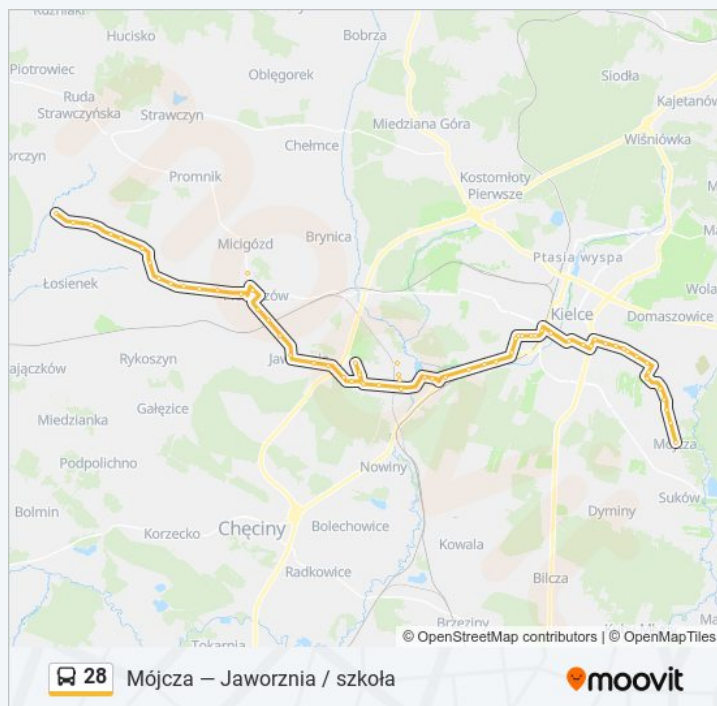 Hucisko
Bobrza
Piotrowiec
Oblęgorek
Siodła
Ruda
Strawczyńska
Strawczyn
Kajetanów
Miedziana Góra
Chełmce
Wiśniówka
Promnik
Kostomłoty
Pierwsze
Micigózd
Brynica
Ptasia wyspa
Łosienek
Kielce
Domaszowice
Rykoszyn
Gałęzice
Miedzianka
Podpolichno
Nowiny
Suków
Bolmin
Chęciny
Bolechowice
Dyminy
Korzecko
Kowala
Radkowice
Bilcza
Brzeziny
Tokarnia
© OpenStreetMap contributors | © OpenMapTiles
28 Mójcza — Jaworznia / szkoła
moovit